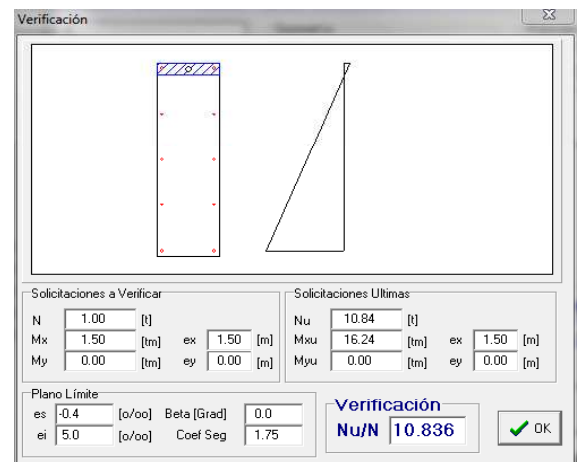 Verificación
Solicitaciones a Verificar
N 1.00 [t]
Mx 1.50 [tm] ex 1.50 [m]
My 0.00 [tm] ey 0.00 [m]
Solicitaciones Ultimas
Nu 10.84 [t]
Mxu 16.24 [tm] ex 1.50 [m]
Myu 0.00 [tm] ey 0.00 [m]
Plano Límite
es -0.4 [o/oo] Beta [Grad] 0.0
ei 5.0 [o/oo] Coef Seg 1.75
Verificación
Nu/N 10.836
OK